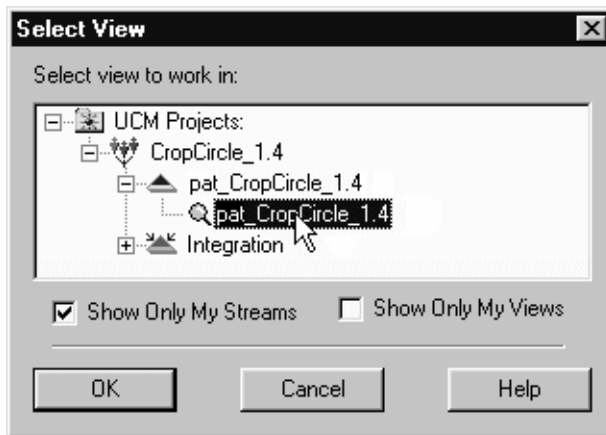 Select View
Select view to work in:
UCM Projects:
CropCircle_1.4
pat_CropCircle_1.4
pat_CropCircle_1.4
Integration
Show Only My Streams Show Only My Views
OK Cancel Help